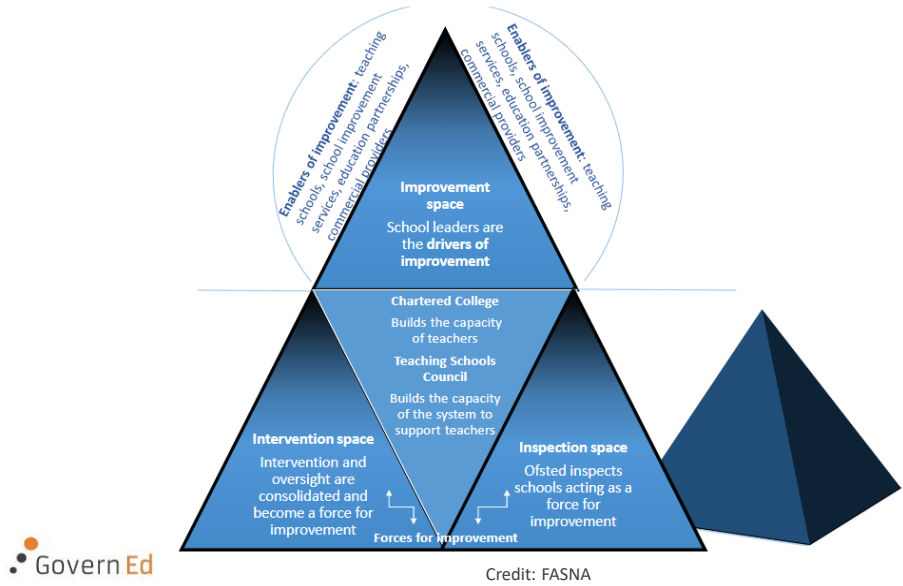 Enablers of improvement: teaching
schools, school improvement
services, education partnerships,
commercial providers
Enablers of improvement: teaching
schools, school improvement
services, education partnerships,
commercial providers
Improvement
space
School leaders are
the drivers of
improvement
Chartered College
Builds the capacity
of teachers
Teaching Schools
Council
Builds the capacity
of the system to
support teachers
Intervention space
Intervention and
oversight are
consolidated and
become a force for
improvement
Inspection space
Ofsted inspects
schools acting as a
force for
improvement
Forces for improvement
Govern Ed
Credit: FASNA